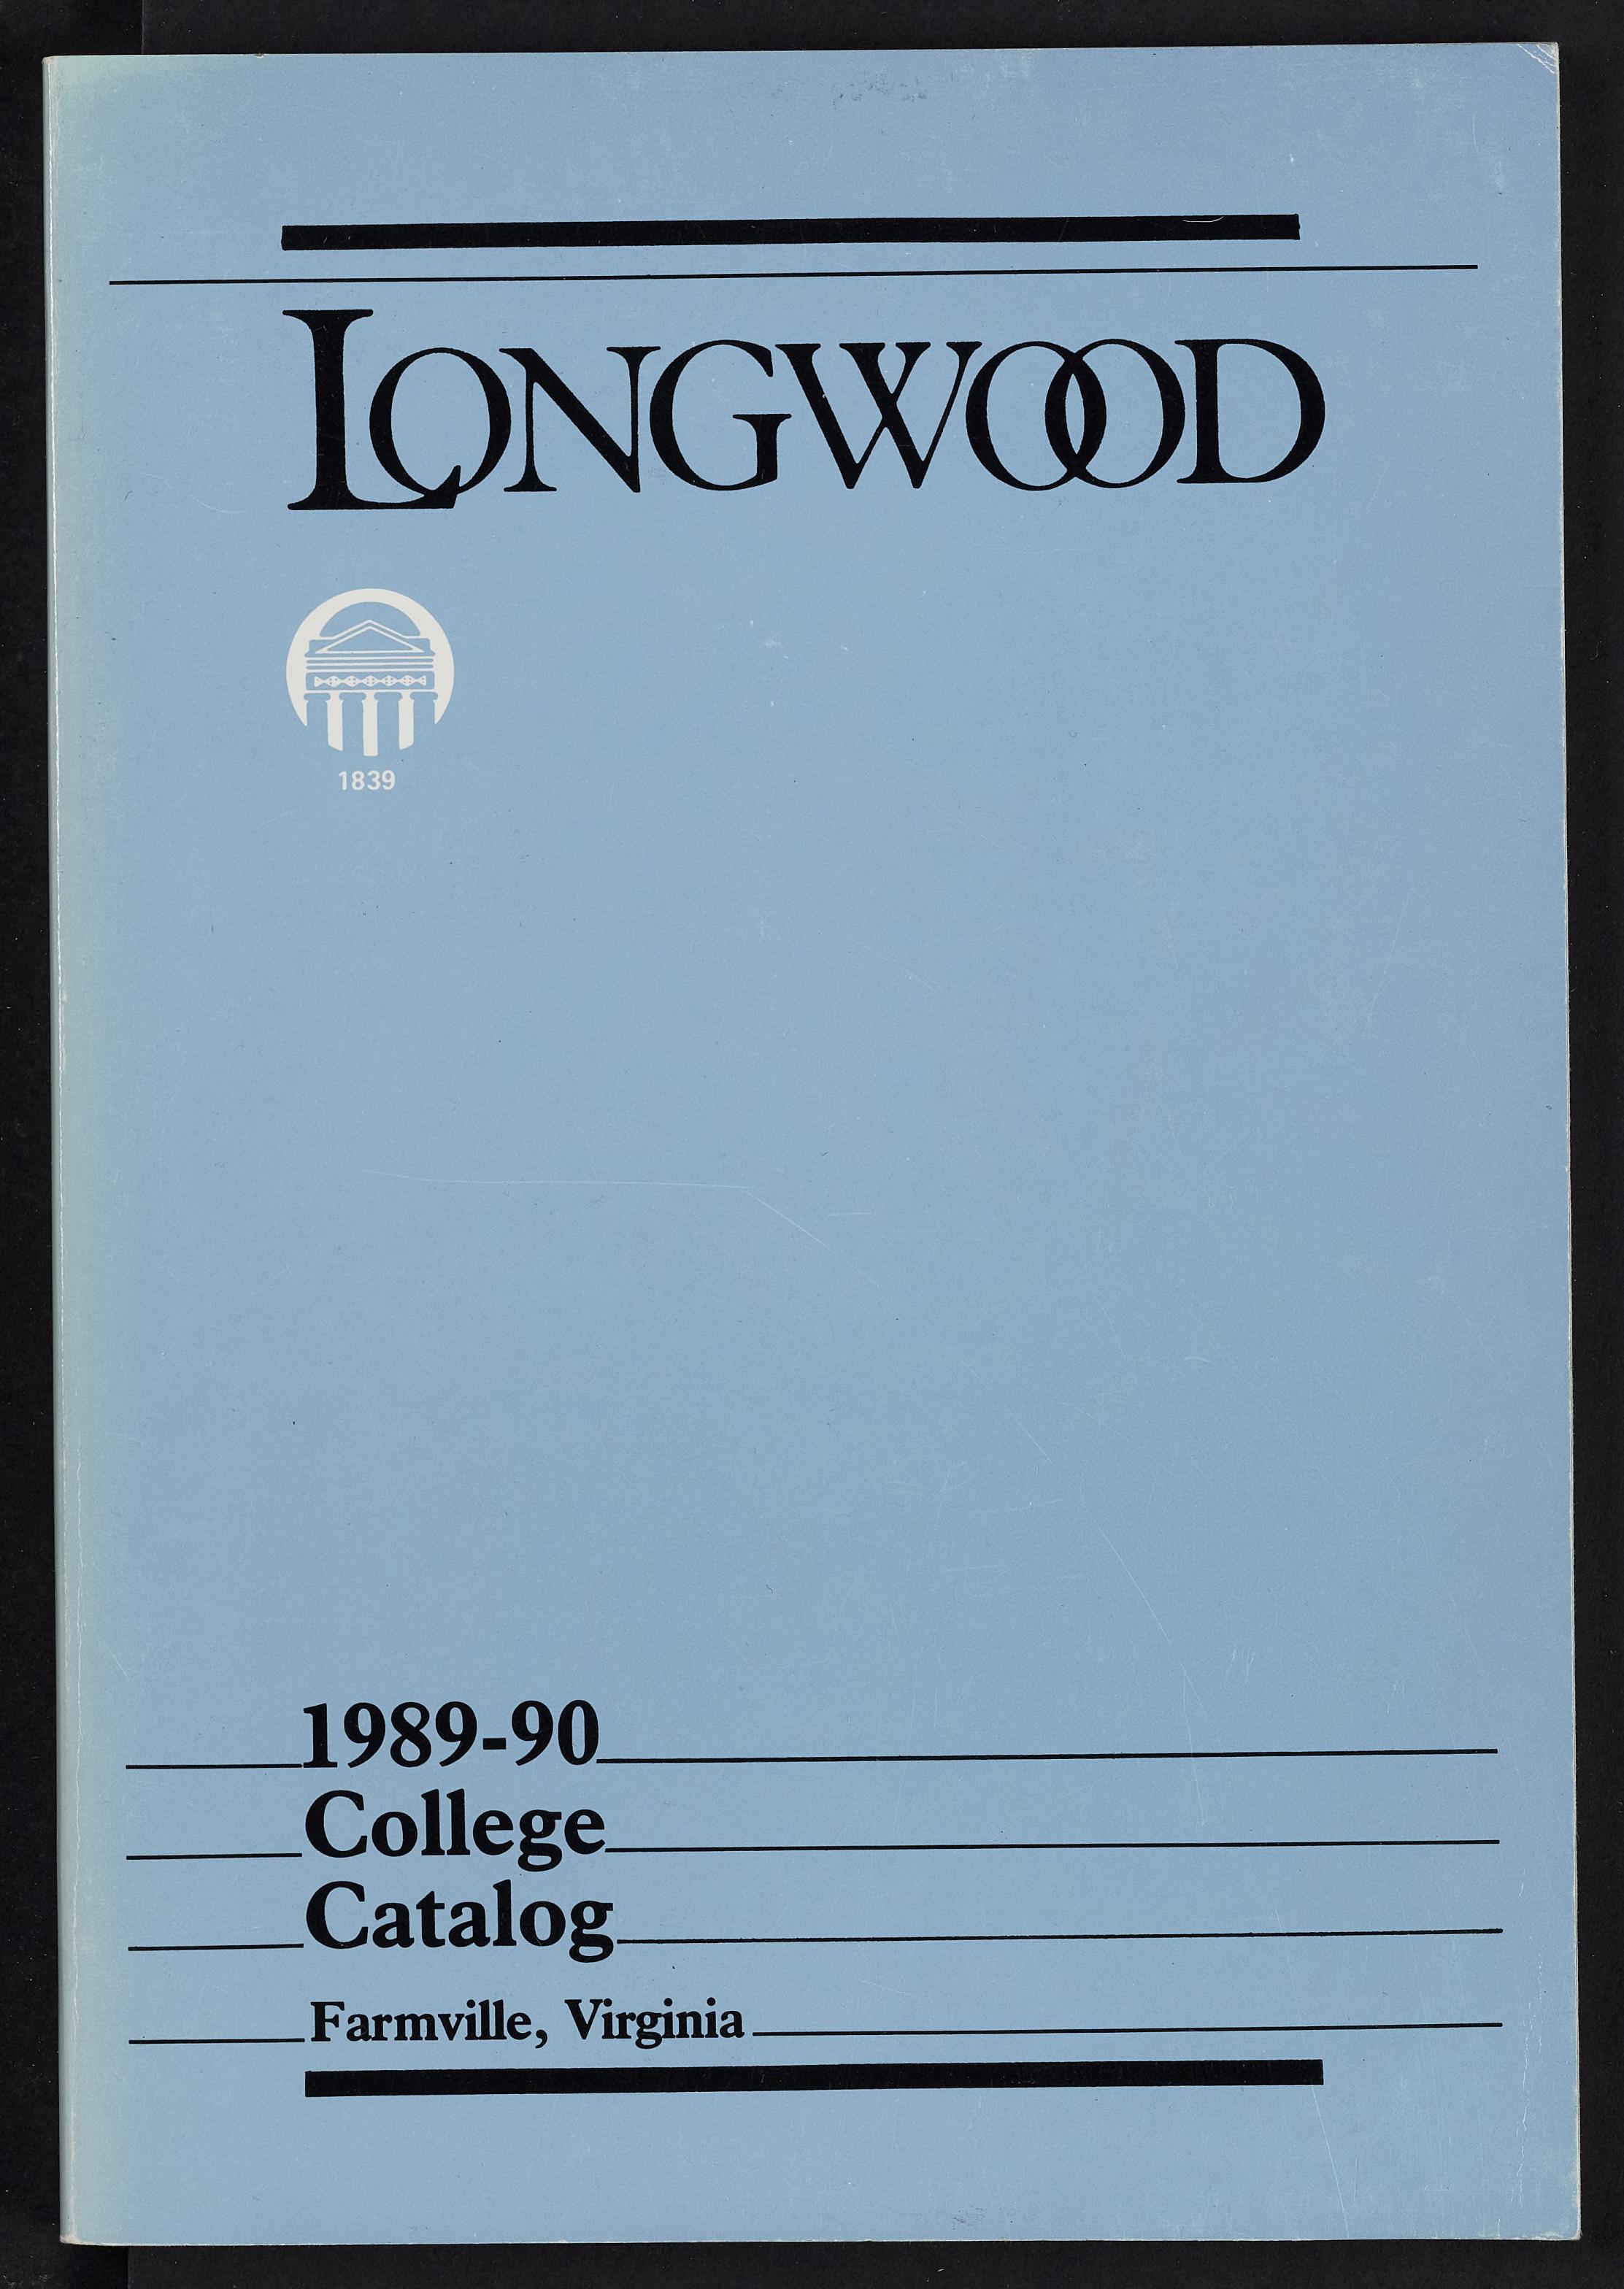 LONGWOOD
1839
1989-90
College
Catalog
Farmville, Virginia